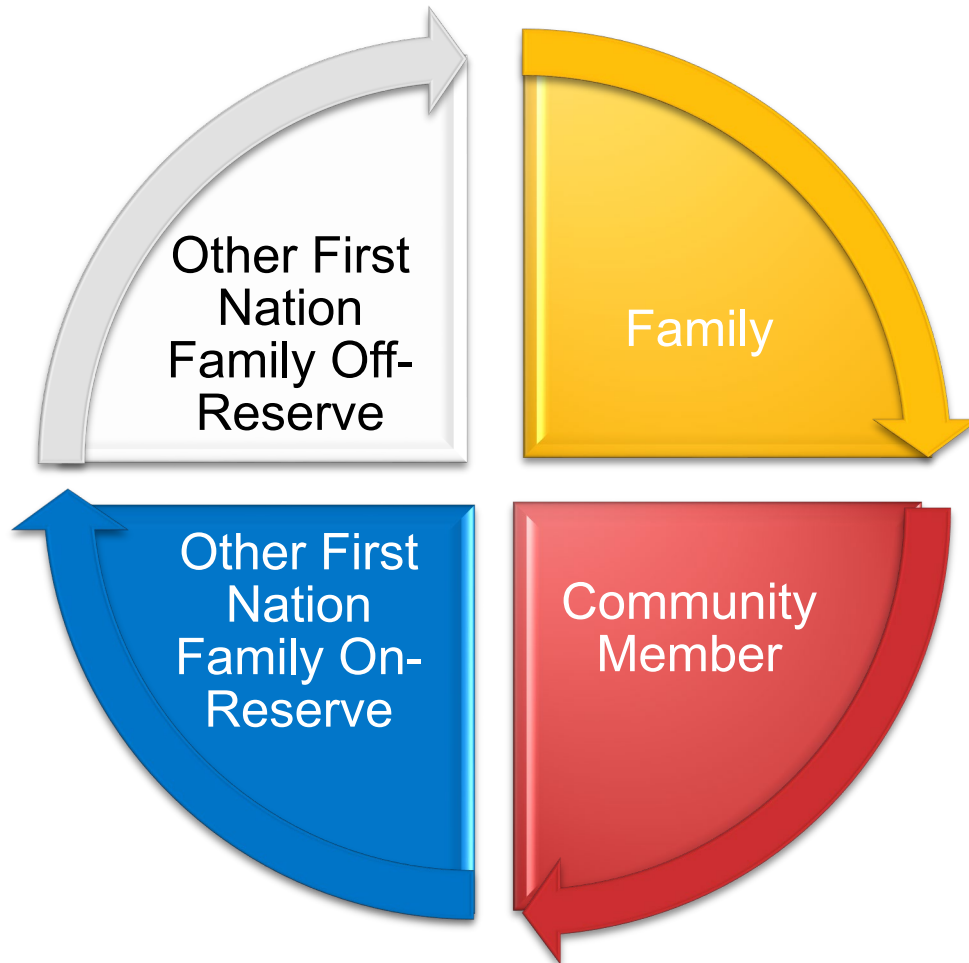 Other First
Nation
Family Off-
Reserve
Family
Other First
Nation
Family On-
Reserve
Community
Member